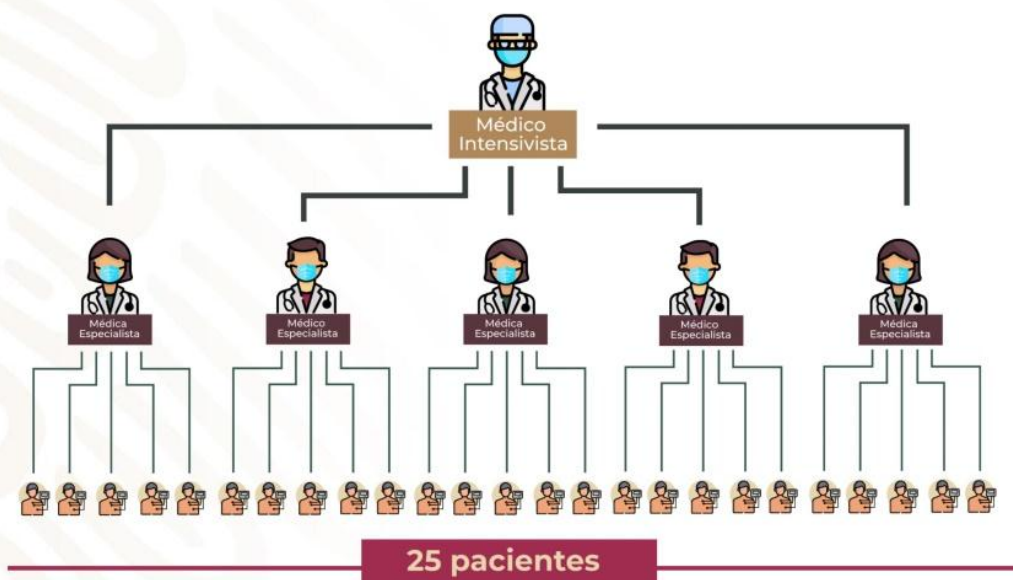 Médico
Intensivista
Médica
Especialista
Médico
Especialista
Médica
Especialista
Médico
Especialista
Médica
Especialista
25 pacientes